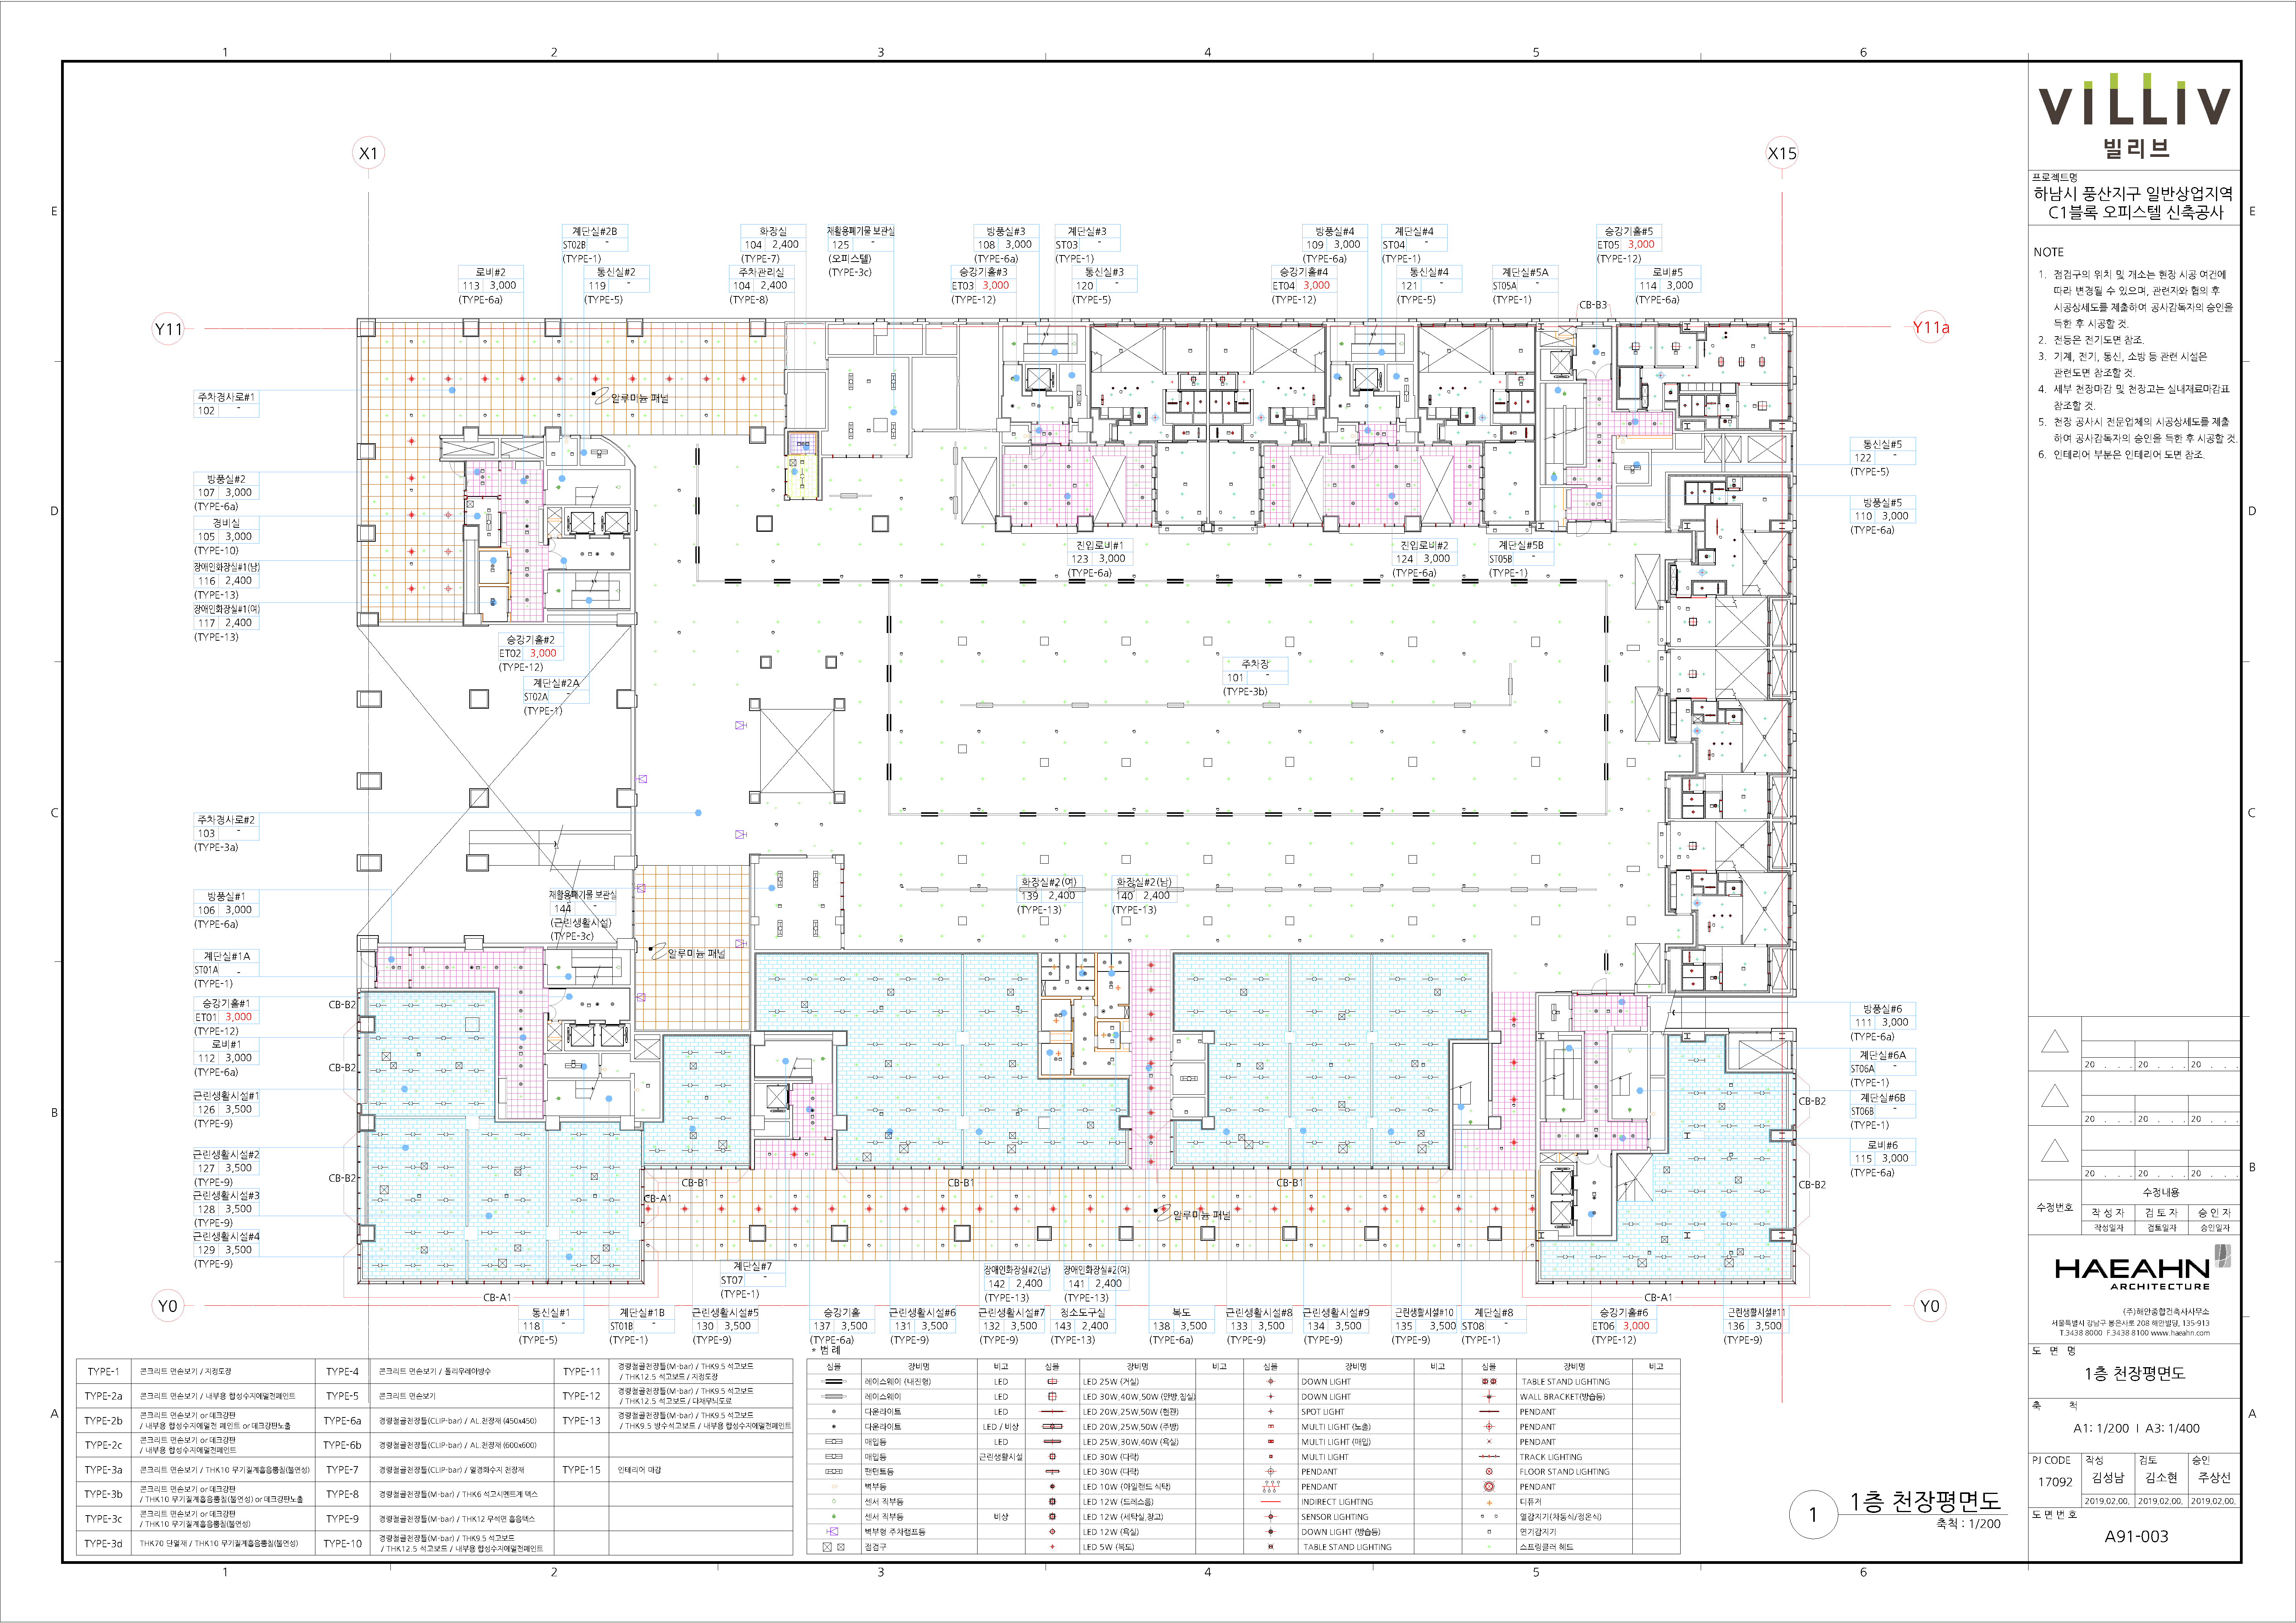 1 2 3 4 5 6
E
D
C
B
A
X1
X15
Y11
Y11a
Y0
Y0
계단실#2B
ST02B -
(TYPE-1)
로비#2
113 3,000
(TYPE-6a)
통신실#2
119 -
(TYPE-5)
화장실
104 2,400
(TYPE-7)
주차관리실
104 2,400
(TYPE-8)
재활용폐기물 보관실
125 -
(오피스텔)
(TYPE-3c)
방풍실#3
108 3,000
(TYPE-6a)
승강기홀#3
ET03 3,000
(TYPE-12)
계단실#3
ST03 -
(TYPE-1)
통신실#3
120 -
(TYPE-5)
방풍실#4
109 3,000
(TYPE-6a)
승강기홀#4
ET04 3,000
(TYPE-12)
계단실#4
ST04 -
(TYPE-1)
통신실#4
121 -
(TYPE-5)
계단실#5A
ST05A -
(TYPE-1)
승강기홀#5
ET05 3,000
(TYPE-12)
로비#5
114 3,000
(TYPE-6a)
CB-B3
주차경사로#1
102 -
알루미늄 패널
방풍실#2
107 3,000
(TYPE-6a)
경비실
105 3,000
(TYPE-10)
장애인화장실#1(남)
116 2,400
(TYPE-13)
장애인화장실#1(여)
117 2,400
(TYPE-13)
승강기홀#2
ET02 3,000
(TYPE-12)
계단실#2A
ST02A -
(TYPE-1)
통신실#5
122 -
(TYPE-5)
방풍실#5
110 3,000
(TYPE-6a)
진입로비#1
123 3,000
(TYPE-6a)
진입로비#2
124 3,000
(TYPE-6a)
계단실#5B
ST05B -
(TYPE-1)
주차장
101 -
(TYPE-3b)
주차경사로#2
103 -
(TYPE-3a)
방풍실#1
106 3,000
(TYPE-6a)
재활용폐기물 보관실
144 -
(근린생활시설)
(TYPE-3c)
알루미늄 패널
화장실#2(여)
139 2,400
(TYPE-13)
화장실#2(남)
140 2,400
(TYPE-13)
계단실#1A
ST01A -
(TYPE-1)
승강기홀#1
ET01 3,000
(TYPE-12)
로비#1
112 3,000
(TYPE-6a)
근린생활시설#1
126 3,500
(TYPE-9)
근린생활시설#2
127 3,500
(TYPE-9)
근린생활시설#3
128 3,500
(TYPE-9)
근린생활시설#4
129 3,500
(TYPE-9)
CB-B2
CB-B2
CB-B2
방풍실#6
111 3,000
(TYPE-6a)
계단실#6A
ST06A -
(TYPE-1)
계단실#6B
ST06B -
(TYPE-1)
로비#6
115 3,000
(TYPE-6a)
CB-B2
CB-B2
CB-B1
CB-A1
CB-B1
CB-B1
알루미늄 패널
CB-A1
CB-A1
계단실#7
ST07 -
(TYPE-1)
장애인화장실#2(남)
142 2,400
(TYPE-13)
장애인화장실#2(여)
141 2,400
(TYPE-13)
통신실#1
118 -
(TYPE-5)
계단실#1B
ST01B -
(TYPE-1)
근린생활시설#5
130 3,500
(TYPE-9)
승강기홀
137 3,500
(TYPE-6a)
근린생활시설#6
131 3,500
(TYPE-9)
근린생활시설#7
132 3,500
(TYPE-9)
청소도구실
143 2,400
(TYPE-13)
복도
138 3,500
(TYPE-6a)
근린생활시설#8
133 3,500
(TYPE-9)
근린생활시설#9
134 3,500
(TYPE-9)
근린생활시설#10
135 3,500
(TYPE-9)
계단실#8
ST08 -
(TYPE-1)
승강기홀#6
ET06 3,000
(TYPE-12)
근린생활시설#11
136 3,500
(TYPE-9)
TYPE-1 콘크리트 면손보기 / 지정도장
TYPE-2a 콘크리트 면손보기 / 내부용 합성수지에멀젼페인트
TYPE-2b 콘크리트 면손보기 or 데크강판
/ 내부용 합성수지에멀젼 페인트 or 데크강판노출
TYPE-2c 콘크리트 면손보기 or 데크강판
/ 내부용 합성수지에멀젼페인트
TYPE-3a 콘크리트 면손보기 / THK10 무기질계흡음뿜칠(불연성)
TYPE-3b 콘크리트 면손보기 or 데크강판
/ THK10 무기질계흡음뿜칠(불연성) or 데크강판노출
TYPE-3c 콘크리트 면손보기 or 데크강판
/ THK10 무기질계흡음뿜칠(불연성)
TYPE-3d THK70 단열재 / THK10 무기질계흡음뿜칠(불연성)
TYPE-4 콘크리트 면손보기 / 폴리우레아방수
TYPE-5 콘크리트 면손보기
TYPE-6a 경량철골천장틀(CLIP-bar) / AL.천정재 (450x450)
TYPE-6b 경량철골천장틀(CLIP-bar) / AL.천정재 (600x600)
TYPE-7 경량철골천장틀(CLIP-bar) / 열경화수지 천장재
TYPE-8 경량철골천장틀(M-bar) / THK6 석고시멘트계 텍스
TYPE-9 경량철골천장틀(M-bar) / THK12 무석면 흡음텍스
TYPE-10 경량철골천장틀(M-bar) / THK9.5 석고보드
/ THK12.5 석고보드 / 내부용 합성수지에멀젼페인트
TYPE-11 경량철골천장틀(M-bar) / THK9.5 석고보드
/ THK12.5 석고보드 / 지정도장
TYPE-12 경량철골천장틀(M-bar) / THK9.5 석고보드
/ THK12.5 석고보드 / 다채무늬도료
TYPE-13 경량철골천장틀(M-bar) / THK9.5 석고보드
/ THK9.5 방수석고보드 / 내부용 합성수지에멀젼페인트
TYPE-15 인테리어 마감
* 범 례
심볼 장비명 비고 심볼 장비명 비고 심볼 장비명 비고 심볼 장비명 비고
레이스웨이 (내진형) LED
레이스웨이 LED
다운라이트 LED
다운라이트 LED / 비상
매입등 LED
매입등 근린생활시설
팬던트등
벽부등
센서 직부등
센서 직부등 비상
벽부형 주차램프등
점검구
LED 25W (거실)
LED 30W,40W,50W (안방,침실)
LED 20W,25W,50W (현관)
LED 20W,25W,50W (주방)
LED 25W,30W,40W (욕실)
LED 30W (다락)
LED 30W (다락)
LED 10W (아일랜드 식탁)
LED 12W (드레스룸)
LED 12W (세탁실,창고)
LED 12W (욕실)
LED 5W (복도)
DOWN LIGHT
DOWN LIGHT
SPOT LIGHT
MULTI LIGHT (노출)
MULTI LIGHT (매입)
MULTI LIGHT
PENDANT
PENDANT
INDIRECT LIGHTING
SENSOR LIGHTING
DOWN LIGHT (방습등)
TABLE STAND LIGHTING
TABLE STAND LIGHTING
WALL BRACKET(방습등)
PENDANT
PENDANT
PENDANT
TRACK LIGHTING
FLOOR STAND LIGHTING
PENDANT
디퓨져
열감지기(차동식/정온식)
연기감지기
스프링클러 헤드
1
1층 천장평면도
축척 : 1/200
1 2 3 4 5 6
VILLIV
빌리브
프로젝트명
하남시 풍산지구 일반상업지역
C1블록 오피스텔 신축공사
NOTE
1. 점검구의 위치 및 개소는 현장 시공 여건에
따라 변경될 수 있으며, 관련자와 협의 후
시공상세도를 제출하여 공사감독자의 승인을
득한 후 시공할 것.
2. 전등은 전기도면 참조.
3. 기계, 전기, 통신, 소방 등 관련 시설은
관련도면 참조할 것.
4. 세부 천장마감 및 천장고는 실내재료마감표
참조할 것.
5. 천장 공사시 전문업체의 시공상세도를 제출
하여 공사감독자의 승인을 득한 후 시공할 것.
6. 인테리어 부분은 인테리어 도면 참조.
E
D
C
B
A
20 . . . 20 . . . 20 . . .
20 . . . 20 . . . 20 . . .
20 . . . 20 . . . 20 . . .
수정번호
수정내용
작 성 자 검 토 자 승 인 자
작성일자 검토일자 승인일자
HAEAHN
ARCHITECTURE
(주)해안종합건축사사무소
서울특별시 강남구 봉은사로 208 해안빌딩, 135-913
T.3438 8000 F.3438 8100 www.haeahn.com
도 면 명
1층 천장평면도
축 척
A1: 1/200 | A3: 1/400
PJ CODE 작성 검토 승인
17092 김성남 김소현 주상선
2019.02.00. 2019.02.00. 2019.02.00.
도 면 번 호
A91-003